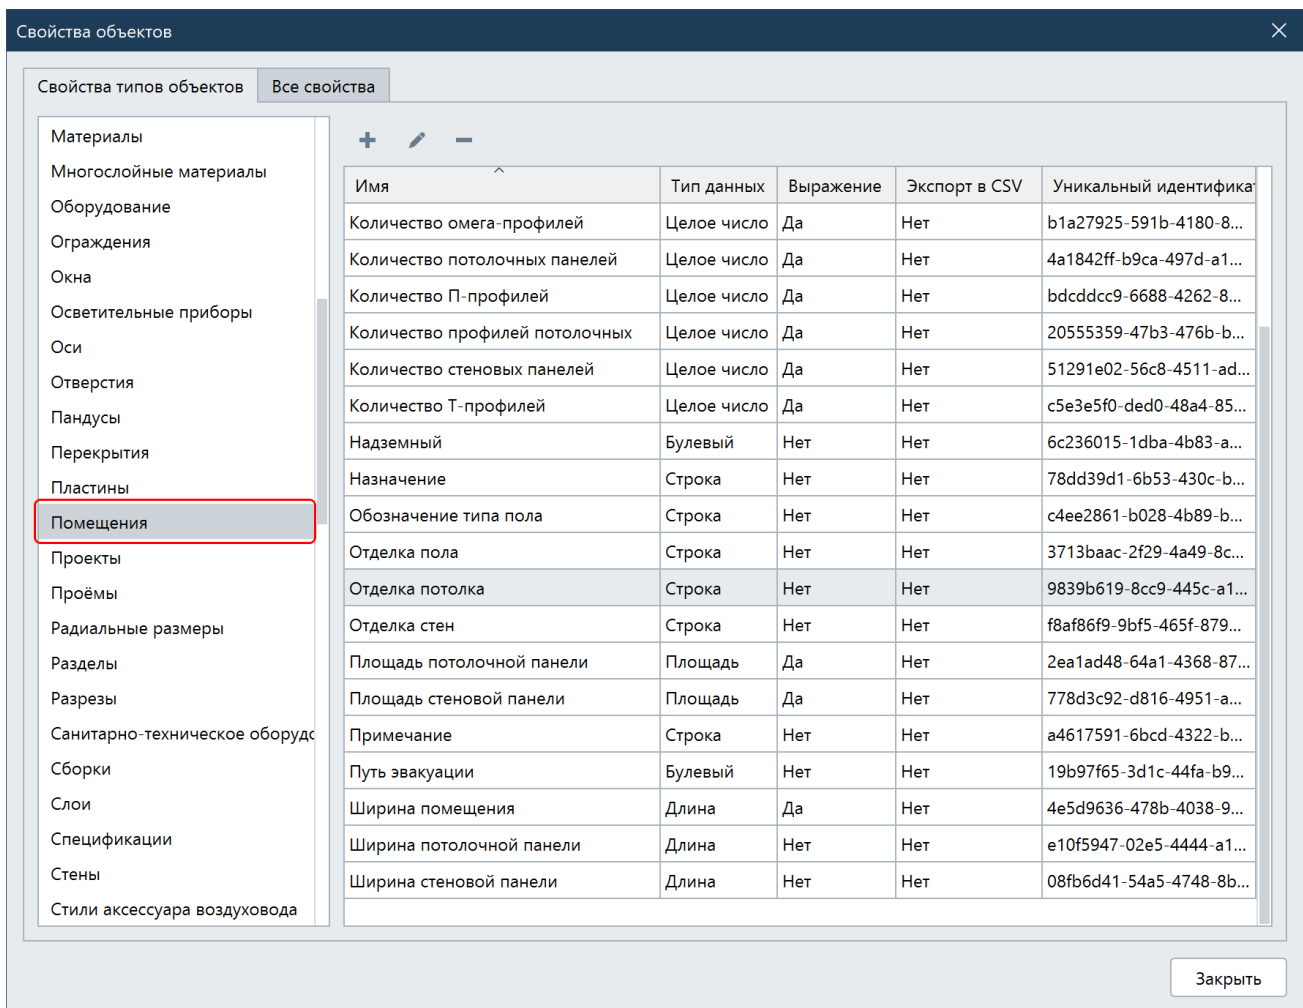 Свойства объектов
Свойства типов объектов Все свойства
Материалы
Многослойные материалы
Оборудование
Ограждения
Окна
Осветительные приборы
Оси
Отверстия
Пандусы
Перекрытия
Пластины
Помещения
Проекты
Проёмы
Радиальные размеры
Разделы
Разрезы
Санитарно-техническое оборудо
Сборки
Слои
Спецификации
Стены
Стили аксессуара воздуховода
Имя Тип данных Выражение Экспорт в CSV Уникальный идентификат
Количество омега-профилей Целое число Да Нет b1a27925-591b-4180-8...
Количество потолочных панелей Целое число Да Нет 4a1842ff-b9ca-497d-a1...
Количество П-профилей Целое число Да Нет bdcddcc9-6688-4262-8...
Количество профилей потолочных Целое число Да Нет 20555359-47b3-476b-b...
Количество стеновых панелей Целое число Да Нет 51291e02-56c8-4511-ad...
Количество Т-профилей Целое число Да Нет c5e3e5f0-ded0-48a4-85...
Надземный Булевый Нет Нет 6c236015-1dba-4b83-a...
Назначение Строка Нет Нет 78dd39d1-6b53-430c-b...
Обозначение типа пола Строка Нет Нет c4ee2861-b028-4b89-b...
Отделка пола Строка Нет Нет 3713baac-2f29-4a49-8c...
Отделка потолка Строка Нет Нет 9839b619-8cc9-445c-a1...
Отделка стен Строка Нет Нет f8af86f9-9bf5-465f-879...
Площадь потолочной панели Площадь Да Нет 2ea1ad48-64a1-4368-87...
Площадь стеновой панели Площадь Да Нет 778d3c92-d816-4951-a...
Примечание Строка Нет Нет a4617591-6bcd-4322-b...
Путь эвакуации Булевый Нет Нет 19b97f65-3d1c-44fa-b9...
Ширина помещения Длина Да Нет 4e5d9636-478b-4038-9...
Ширина потолочной панели Длина Нет Нет e10f5947-02e5-4444-a1...
Ширина стеновой панели Длина Нет Нет 08fb6d41-54a5-4748-8b...
Закрыть